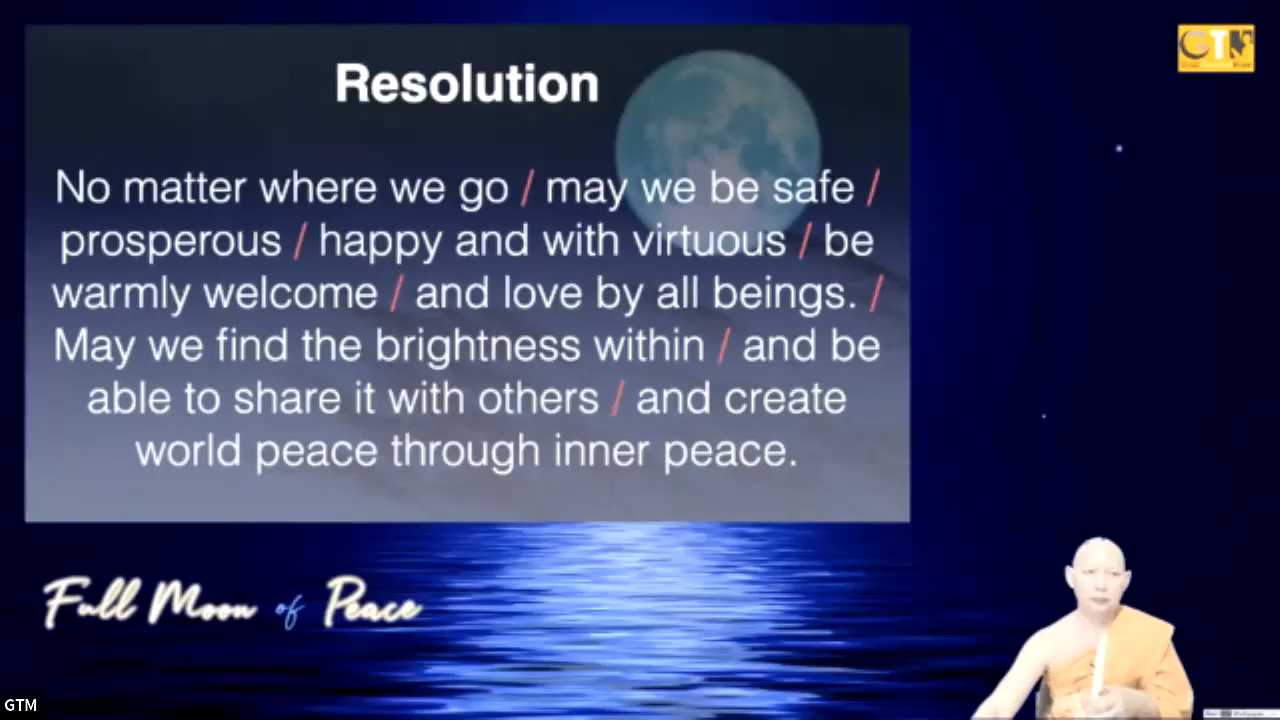 Resolution
No matter where we go / may we be safe /
prosperous / happy and with virtuous / be
warmly welcome / and love by all beings. /
May we find the brightness within / and be
able to share it with others / and create
world peace through inner peace.
Full Moon of Peace
GTM
GTM